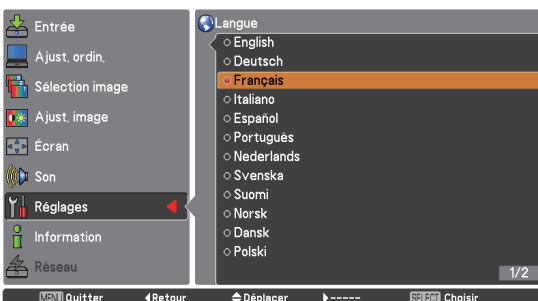 Entrée
Ajust. ordin.
Sélection image
Ajust. image
Écran
Son
Réglages
Information
Réseau
Langue
English
Deutsch
Français
Italiano
Español
Português
Nederlands
Svenska
Suomi
Norsk
Dansk
Polski
1/2
MENU Quitter ◀Retour Déplacer ▶----- SELECT Choisir